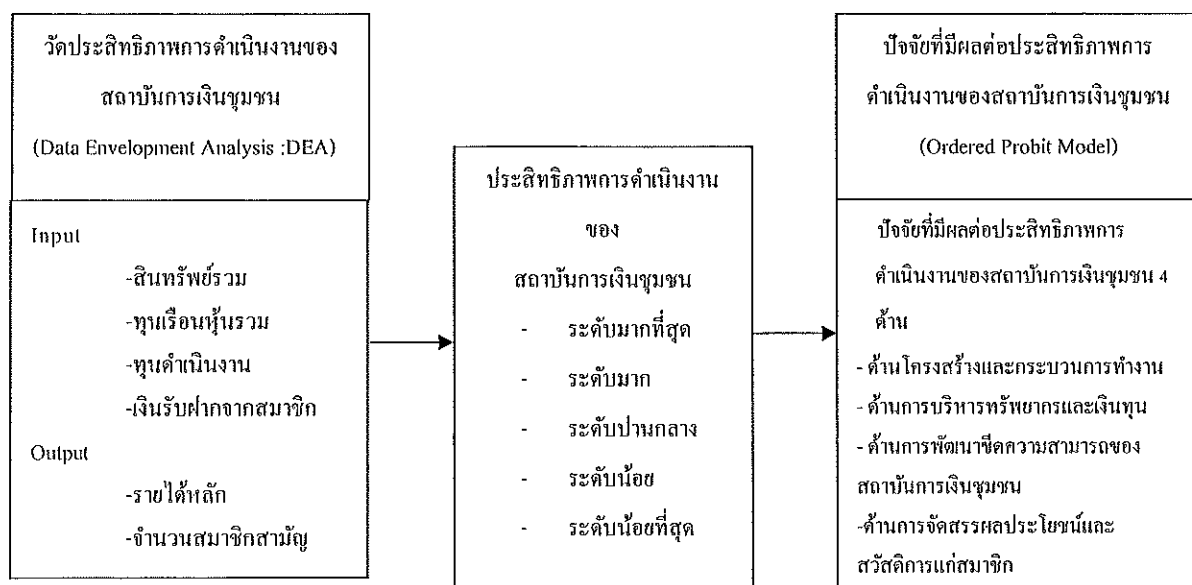 วัดประสิทธิภาพการดำเนินงานของ
สถาบันการเงินชุมชน
(Data Envelopment Analysis :DEA)
Input
-สินทรัพย์รวม
-ทุนเรือนหุ้นรวม
-ทุนดำเนินงาน
-เงินรับฝากจากสมาชิก
Output
-รายได้หลัก
-จำนวนสมาชิกสามัญ
ประสิทธิภาพการดำเนินงาน
ของ
สถาบันการเงินชุมชน
- ระดับมากที่สุด
- ระดับมาก
- ระดับปานกลาง
- ระดับน้อย
- ระดับน้อยที่สุด
ปัจจัยที่มีผลต่อประสิทธิภาพการ
ดำเนินงานของสถาบันการเงินชุมชน
(Ordered Probit Model)
ปัจจัยที่มีผลต่อประสิทธิภาพการ
ดำเนินงานของสถาบันการเงินชุมชน 4
ด้าน
- ด้านโครงสร้างและกระบวนการทำงาน
- ด้านการบริหารทรัพยากรและเงินทุน
- ด้านการพัฒนาขีดความสามารถของ
สถาบันการเงินชุมชน
-ด้านการจัดสรรผลประโยชน์และ
สวัสดิการแก่สมาชิก